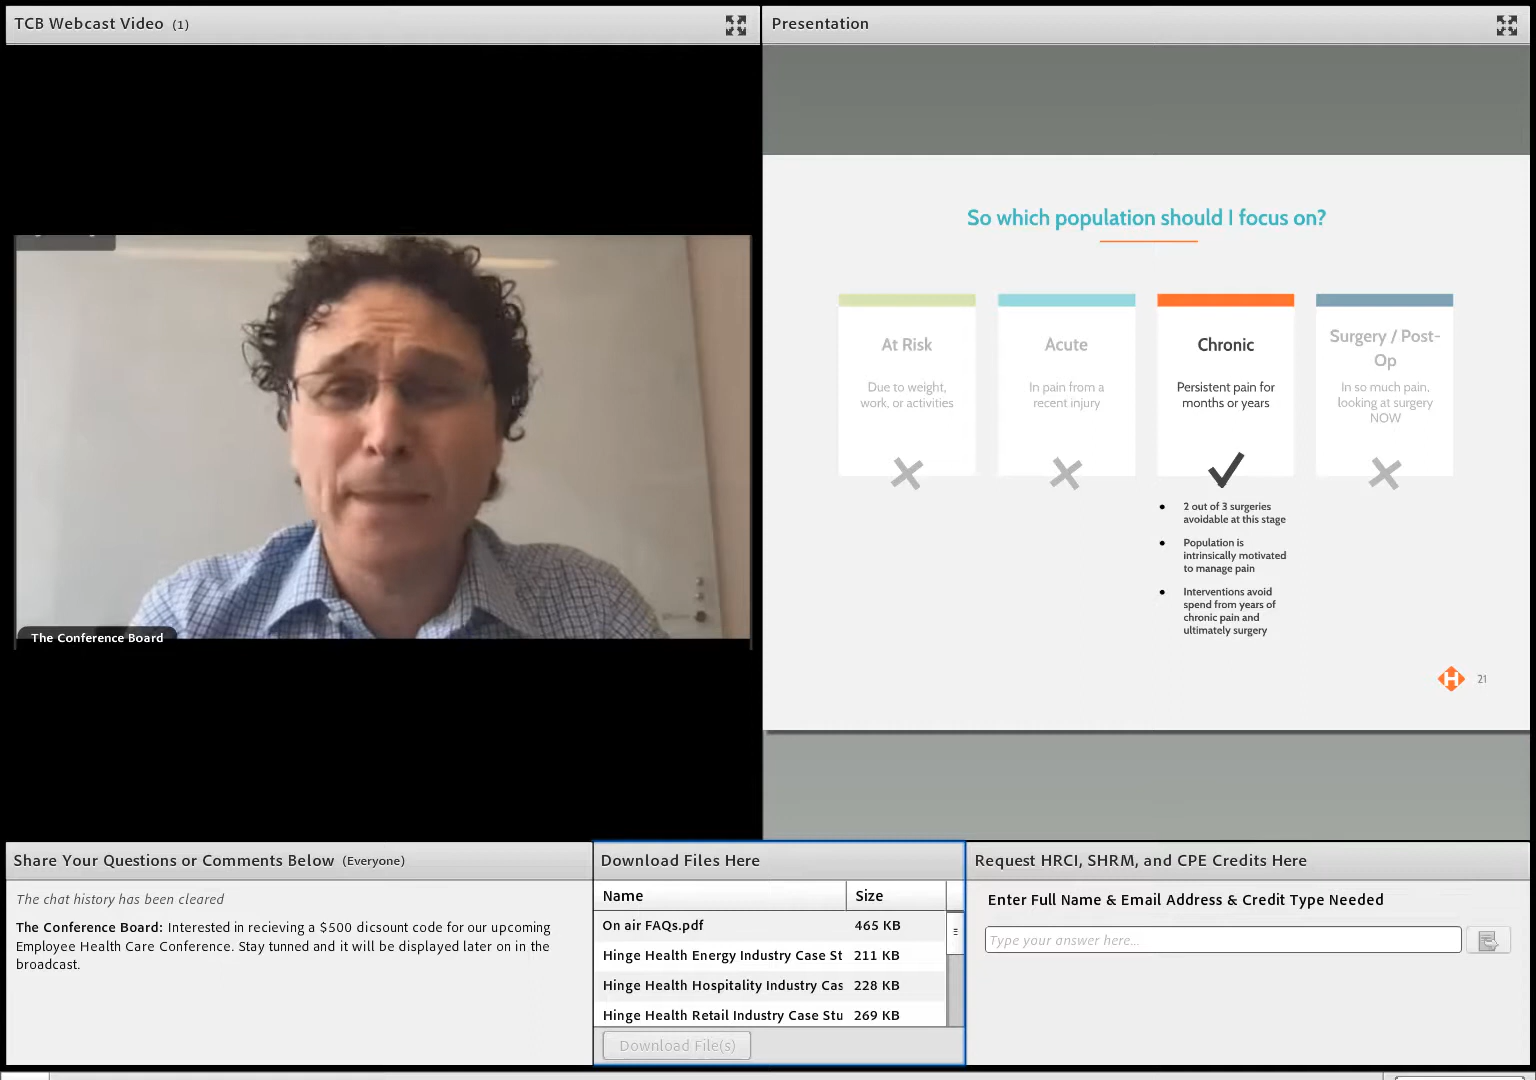 TCB Webcast Video (1)
Presentation
The Conference Board
So which population should I focus on?
At Risk
Due to weight,
work, or activities
Acute
In pain from a
recent injury
Chronic
Persistent pain for
months or years
2 out of 3 surgeries
avoidable at this stage
Population is
intrinsically motivated
to manage pain
Interventions avoid
spend from years of
chronic pain and
ultimately surgery
Surgery / Post-
Op
In so much pain,
looking at surgery
NOW
H 21
Share Your Questions or Comments Below (Everyone)
The chat history has been cleared
The Conference Board: Interested in recieving a $500 dicsount code for our upcoming
Employee Health Care Conference. Stay tunned and it will be displayed later on in the
broadcast.
Download Files Here
Name Size
On air FAQs.pdf 465 KB
Hinge Health Energy Industry Case St 211 KB
Hinge Health Hospitality Industry Cas 228 KB
Hinge Health Retail Industry Case Stu 269 KB
Download File(s)
Request HRCI, SHRM, and CPE Credits Here
Enter Full Name & Email Address & Credit Type Needed
Type your answer here...